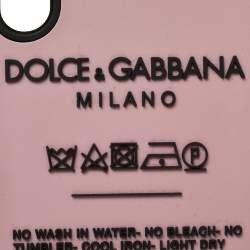 DOLCE & GABBANA
MILANO
P
NO WASH IN WATER- NO BLEACH- NO
TUMBLER- COOL IRON- LIGHT DRY